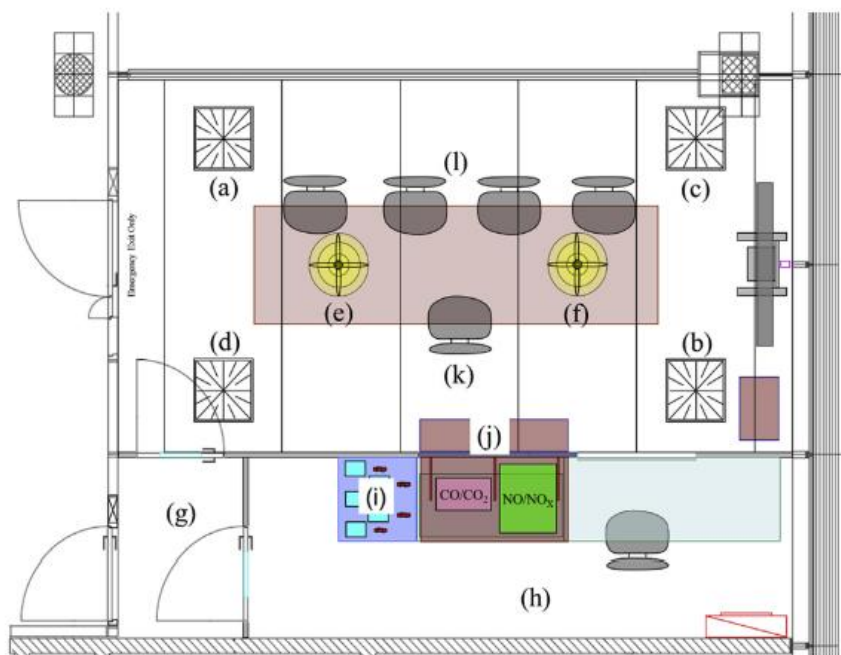 (l)
(a)
(c)
Emergency Exit Only
(e)
(f)
(d)
(b)
(k)
(j)
(i)
CO/CO₂
NO/NOₓ
(g)
(h)